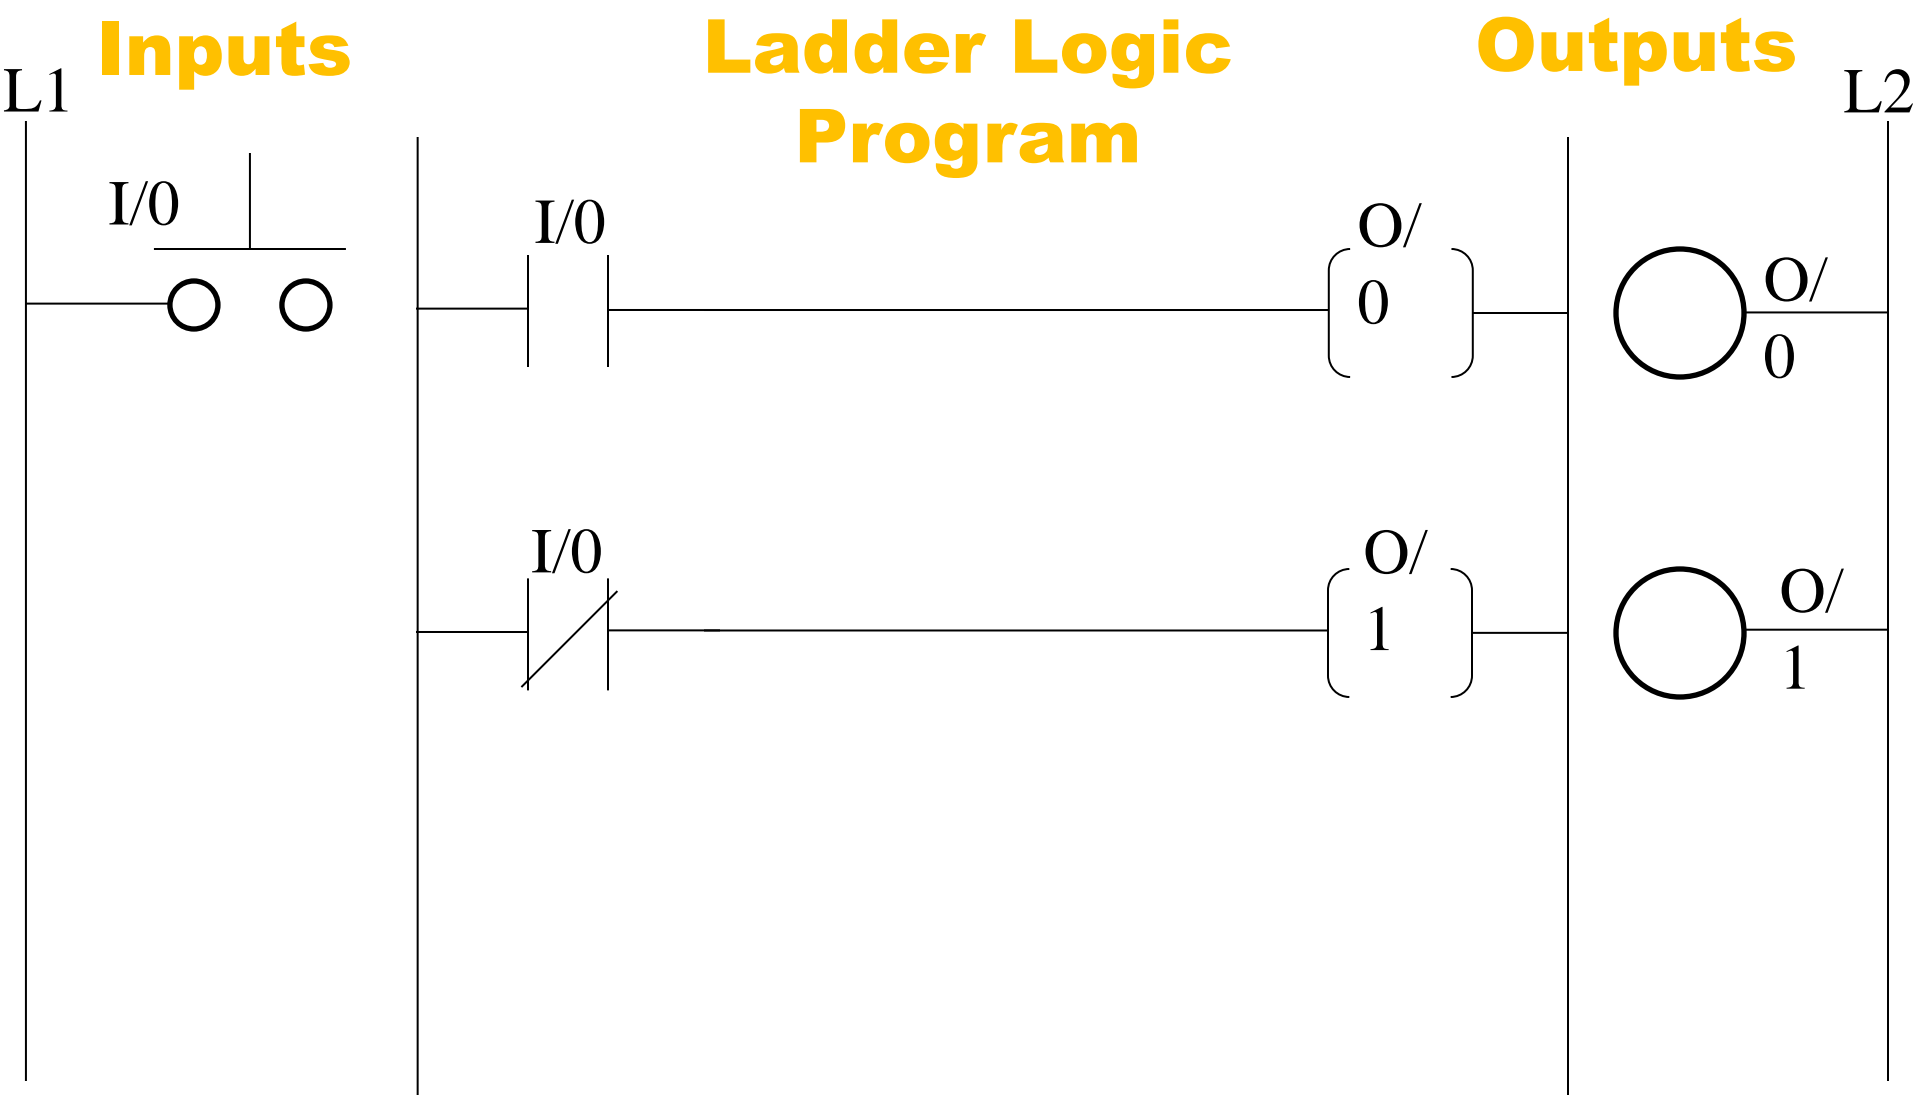 Inputs
Ladder Logic
Program
Outputs
L1
L2
I/0
I/0
O/
0
O/
0
I/0
O/
1
O/
1